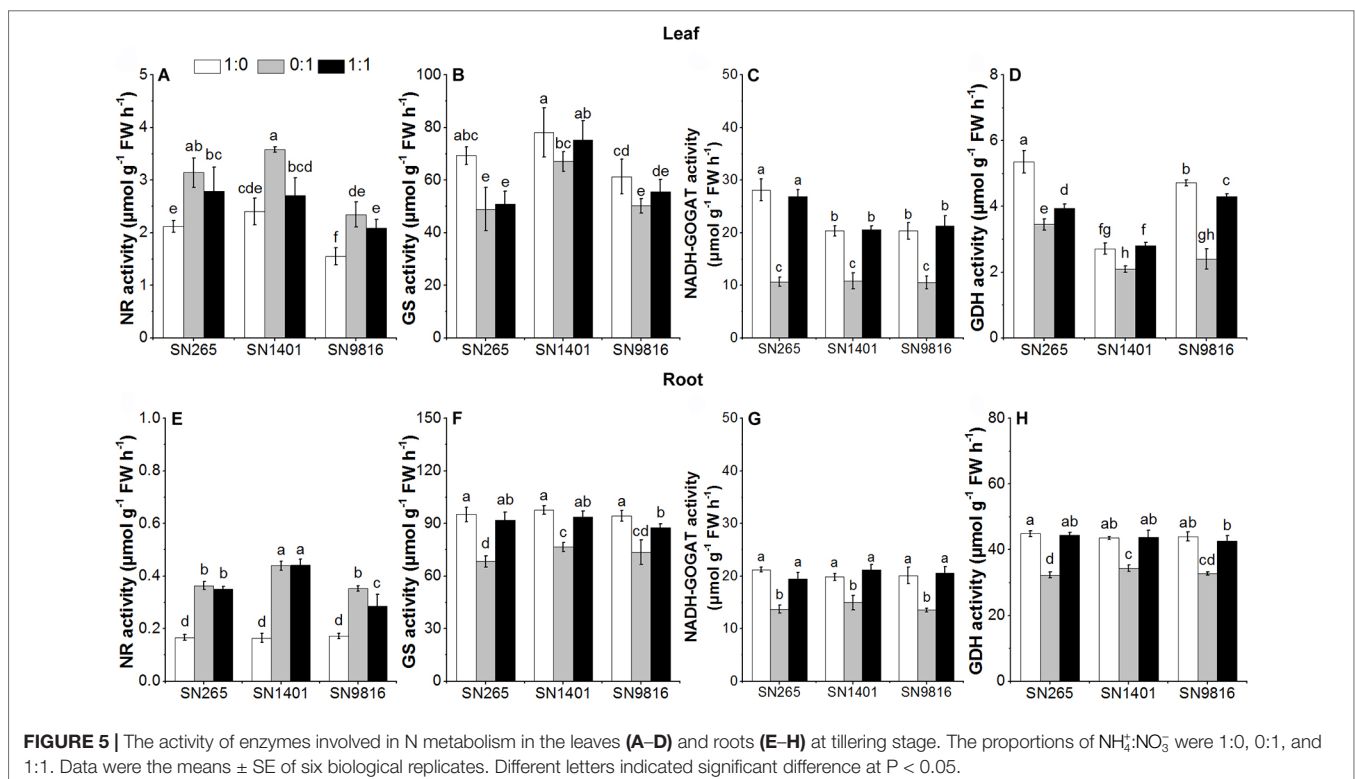 Leaf
A
1:0 0:1 1:1
NR activity (µmol g⁻¹ FW h⁻¹)
5
4
3
2
1
0
e ab bc cde a bcd f de e
SN265 SN1401 SN9816
B
GS activity (µmol g⁻¹ FW h⁻¹)
100
80
60
40
20
0
abc e e a bc ab cd e de
SN265 SN1401 SN9816
C
NADH-GOGAT activity
(µmol g⁻¹ FW h⁻¹)
50
40
30
20
10
0
a c a b c b b c b
SN265 SN1401 SN9816
D
GDH activity (µmol g⁻¹ FW h⁻¹)
8
6
4
2
0
a e d fg h f b gh c
SN265 SN1401 SN9816
Root
E
NR activity (µmol g⁻¹ FW h⁻¹)
1.0
0.8
0.6
0.4
0.2
0.0
d b b d a a d b c
SN265 SN1401 SN9816
F
GS activity (µmol g⁻¹ FW h⁻¹)
150
120
90
60
30
0
a d ab a c ab a cd b
SN265 SN1401 SN9816
G
NADH-GOGAT activity
(µmol g⁻¹ FW h⁻¹)
50
40
30
20
10
0
a b a a b a a b a
SN265 SN1401 SN9816
H
GDH activity (µmol g⁻¹ FW h⁻¹)
80
60
40
20
0
a d ab ab c ab ab cd b
SN265 SN1401 SN9816
FIGURE 5 | The activity of enzymes involved in N metabolism in the leaves (A–D) and roots (E–H) at tillering stage. The proportions of NH₄⁺:NO₃⁻ were 1:0, 0:1, and
1:1. Data were the means ± SE of six biological replicates. Different letters indicated significant difference at P < 0.05.